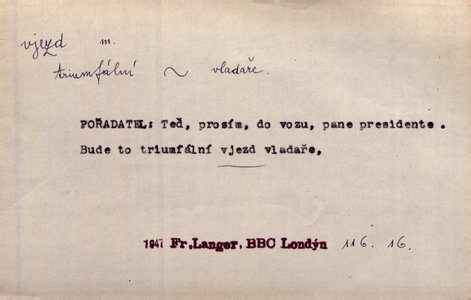 vjezd m.
triumfální ~ vladaře.
POŘADATEL: Teď, prosím, do vozu, pane presidente.
Bude to triumfální vjezd vladaře,
1941 Fr.Langer. BBC Londýn 116. 16.